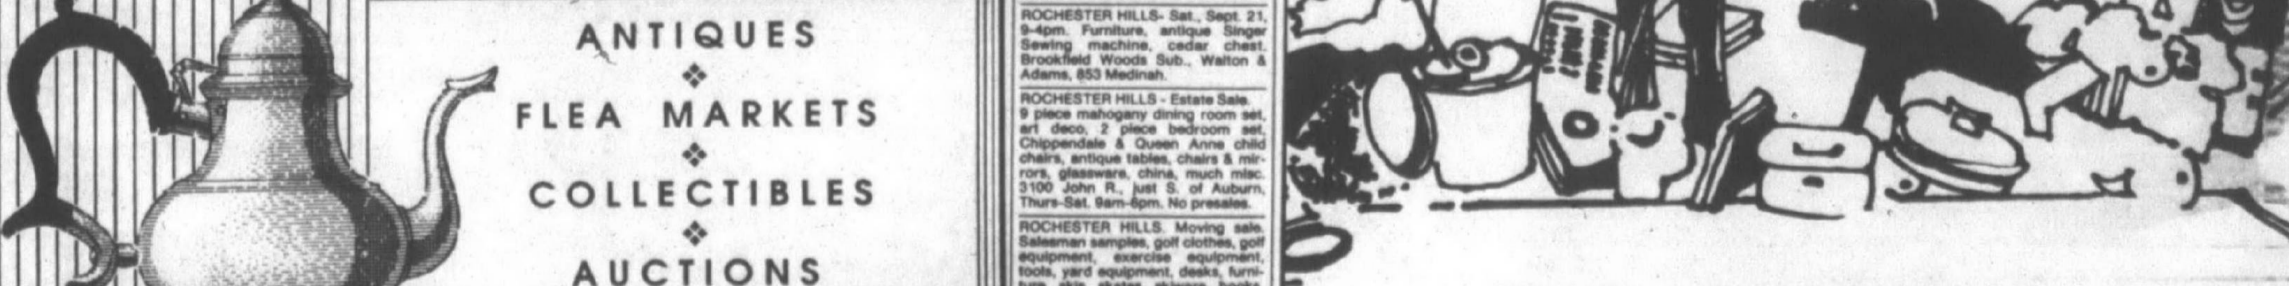 ANTIQUES
FLEA MARKETS
COLLECTIBLES
AUCTIONS
ROCHESTER HILLS- Sat., Sept. 21,
9-4pm. Furniture, antique Singer
Sewing machine, cedar chest.
Brookfield Woods Sub., Walton &
Adams, 853 Medinah.
ROCHESTER HILLS - Estate Sale.
9 piece mahogany dining room set,
art deco, 2 piece bedroom set,
Chippendale & Queen Anne child
chairs, antique tables, chairs & mir-
rors, glassware, china, much misc.
3100 John R., just S. of Auburn,
Thurs-Sat. 9am-6pm. No presales.
ROCHESTER HILLS. Moving sale.
Salesman samples, golf clothes, golf
equipment, exercise equipment,
tools, yard equipment, desks, furni-